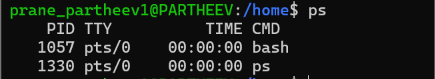 prane_partheev1@PARTHEEV:/home$ ps
    PID TTY          TIME CMD
   1057 pts/0    00:00:00 bash
   1330 pts/0    00:00:00 ps